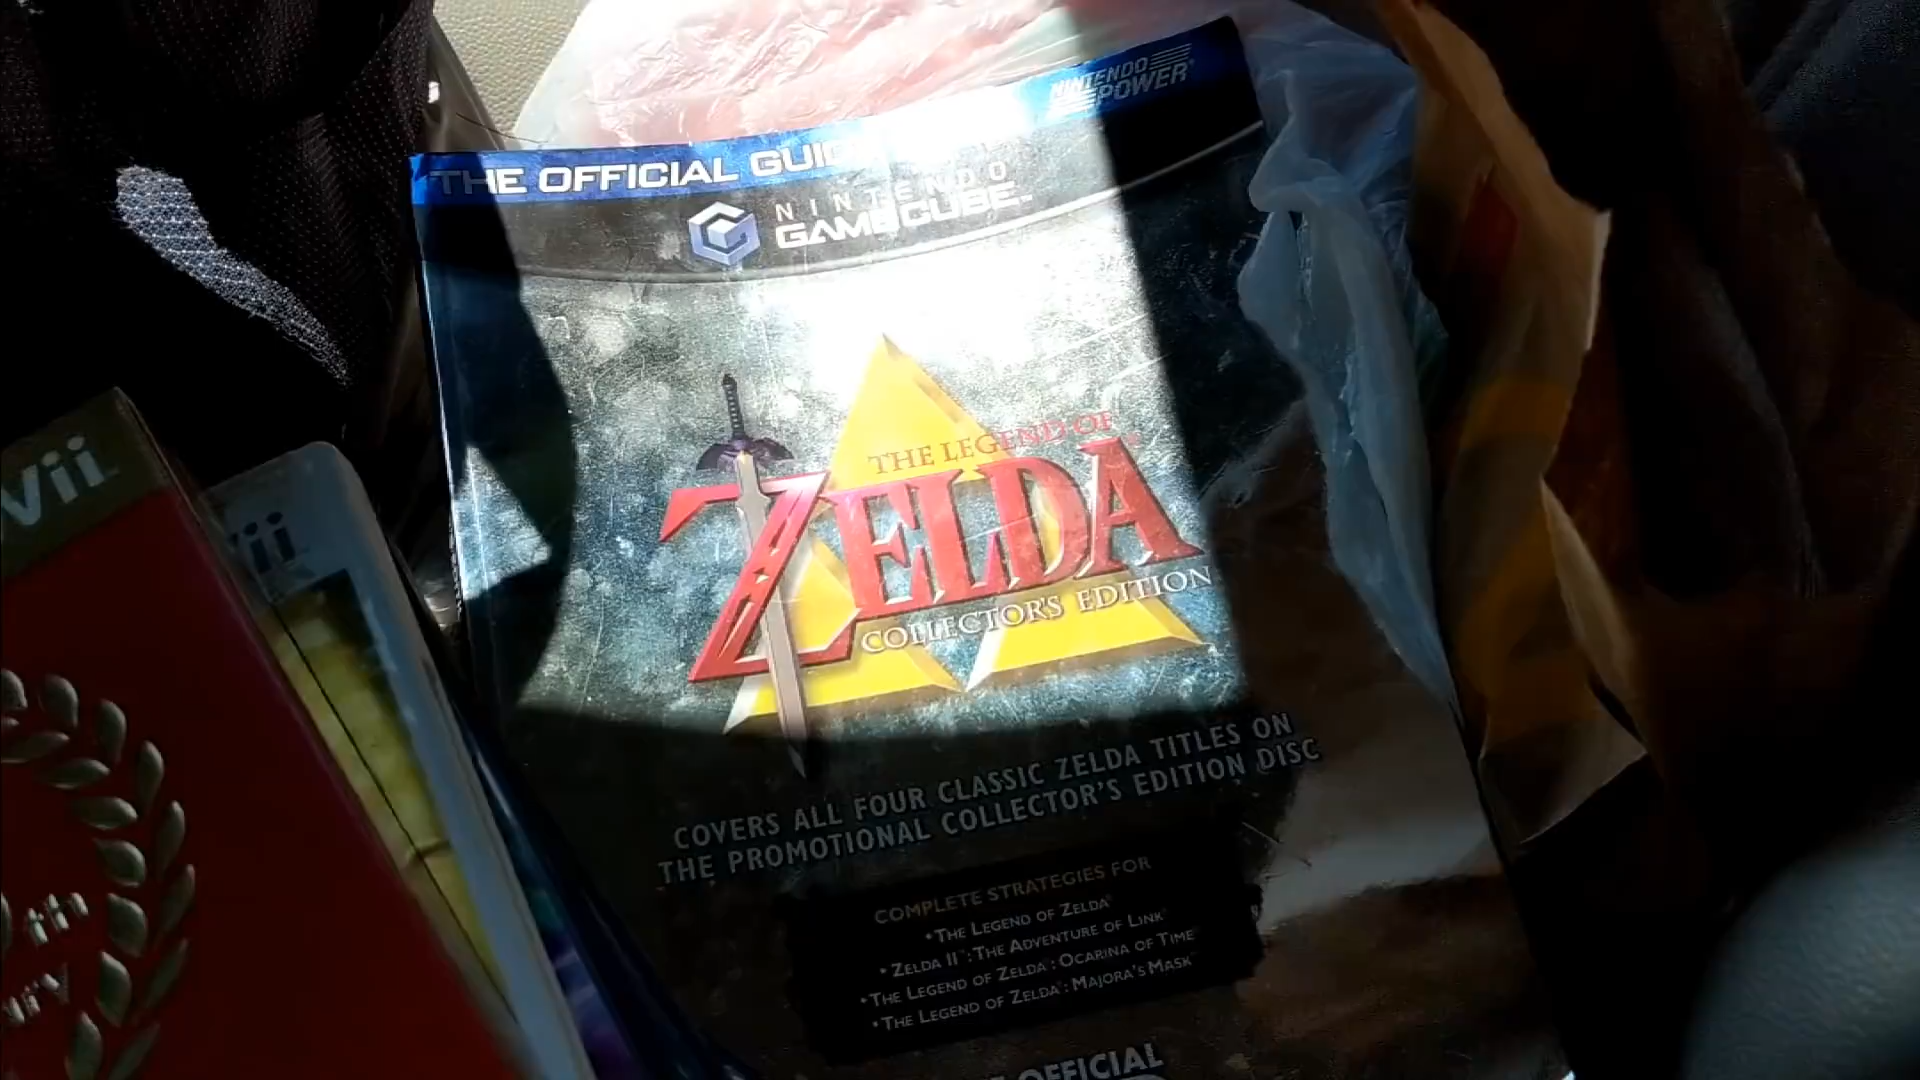 NINTENDO
POWER
THE OFFICIAL GUI
NINTENDO
GAMECUBE
THE LEGEND OF
ZELDA
COLLECTOR'S EDITION
COVERS ALL FOUR CLASSIC ZELDA TITLES ON
THE PROMOTIONAL COLLECTOR'S EDITION DISC
COMPLETE STRATEGIES FOR
• THE LEGEND OF ZELDA®
• ZELDA II™: THE ADVENTURE OF LINK®
• THE LEGEND OF ZELDA®: OCARINA OF TIME®
• THE LEGEND OF ZELDA®: MAJORA'S MASK®
OFFICIAL
Wii
Wii